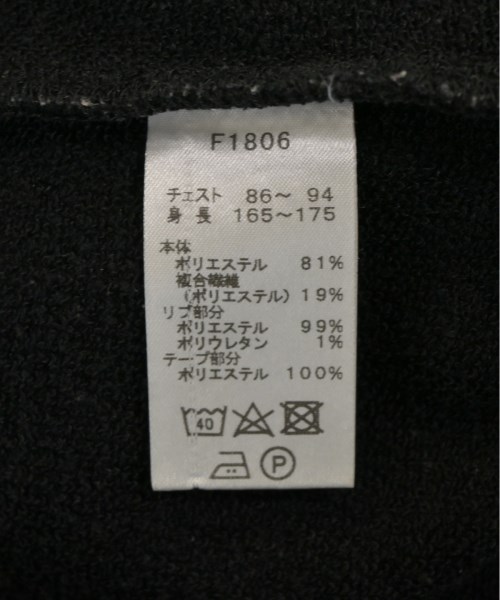 F1806
チェスト 86～ 94
身 長 165～175
本体
ポリエステル 81%
複合繊維
(ポリエステル) 19%
リブ部分
ポリエステル 99%
ポリウレタン 1%
テープ部分
ポリエステル 100%
40
P